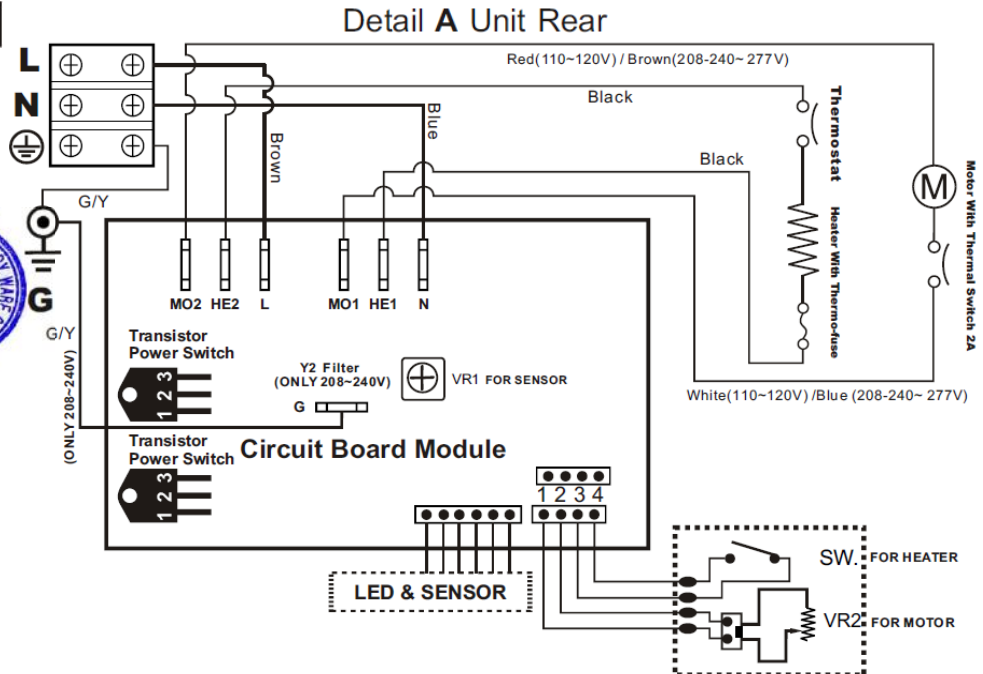 Detail A Unit Rear
L
N
Red(110~120V) / Brown(208-240~ 277V)
Black
Blue
Brown
Black
Thermostat
Heater With Thermo-fuse
M
Motor With Thermal Switch 2A
G/Y
G
G/Y
(ONLY 208~240V)
MO2 HE2 L MO1 HE1 N
Transistor
Power Switch
3
2
1
Y2 Filter
(ONLY 208~240V)
G
VR1 FOR SENSOR
White(110~120V) /Blue (208-240~ 277V)
Transistor
Power Switch
3
2
1
Circuit Board Module
1 2 3 4
LED & SENSOR
SW. FOR HEATER
VR2 FOR MOTOR